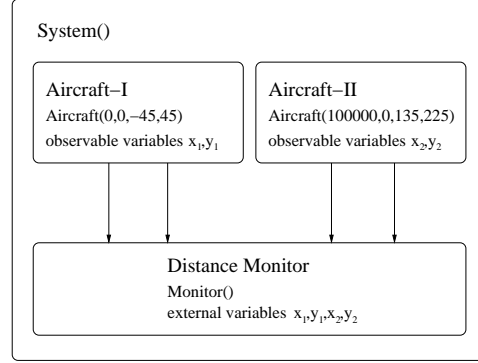 System()
Aircraft−I
Aircraft(0,0,−45,45)
observable variables x₁,y₁
Aircraft−II
Aircraft(100000,0,135,225)
observable variables x₂,y₂
Distance Monitor
Monitor()
external variables x₁,y₁,x₂,y₂